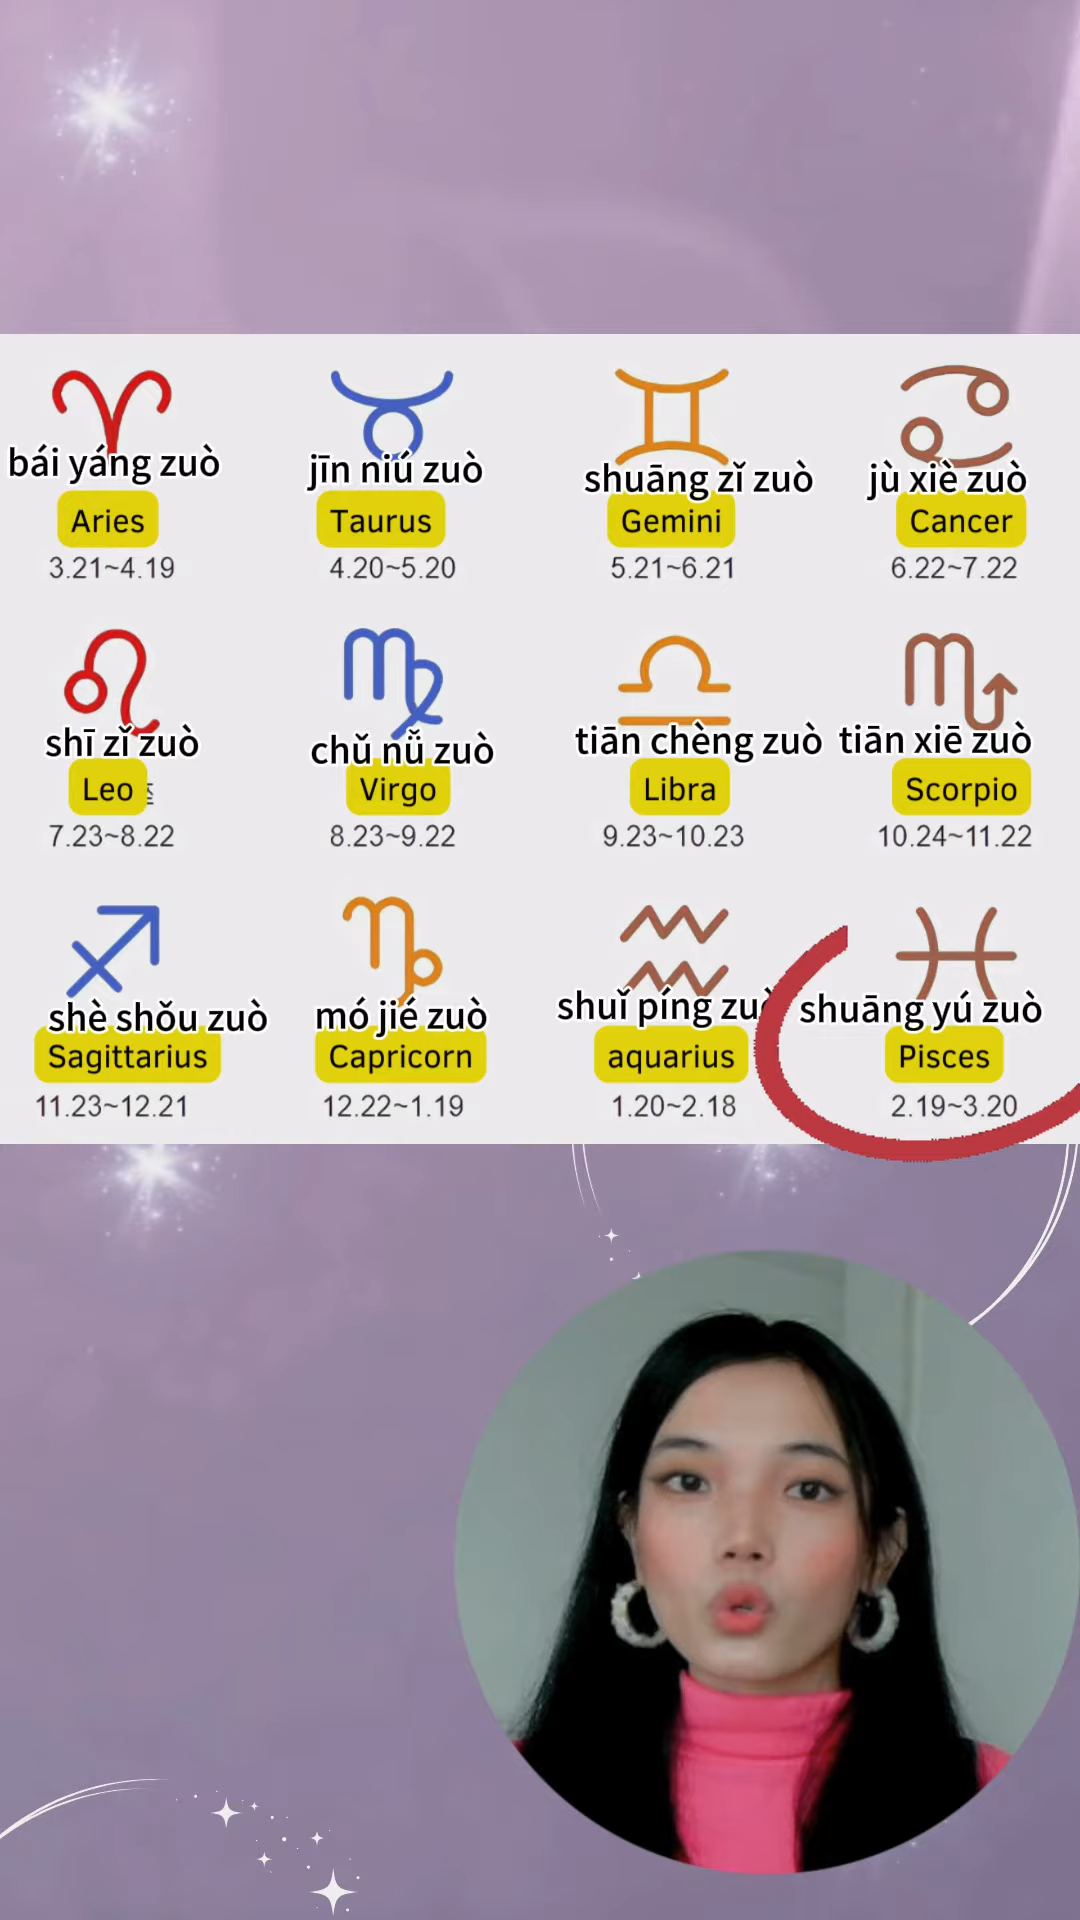 bái yáng zuò
Aries
3.21~4.19
jīn niú zuò
Taurus
4.20~5.20
shuāng zǐ zuò
Gemini
5.21~6.21
jù xiè zuò
Cancer
6.22~7.22
shī zǐ zuò
Leo
7.23~8.22
chǔ nǚ zuò
Virgo
8.23~9.22
tiān chèng zuò
Libra
9.23~10.23
tiān xiē zuò
Scorpio
10.24~11.22
shè shǒu zuò
Sagittarius
11.23~12.21
mó jié zuò
Capricorn
12.22~1.19
shuǐ píng zuò
aquarius
1.20~2.18
shuāng yú zuò
Pisces
2.19~3.20